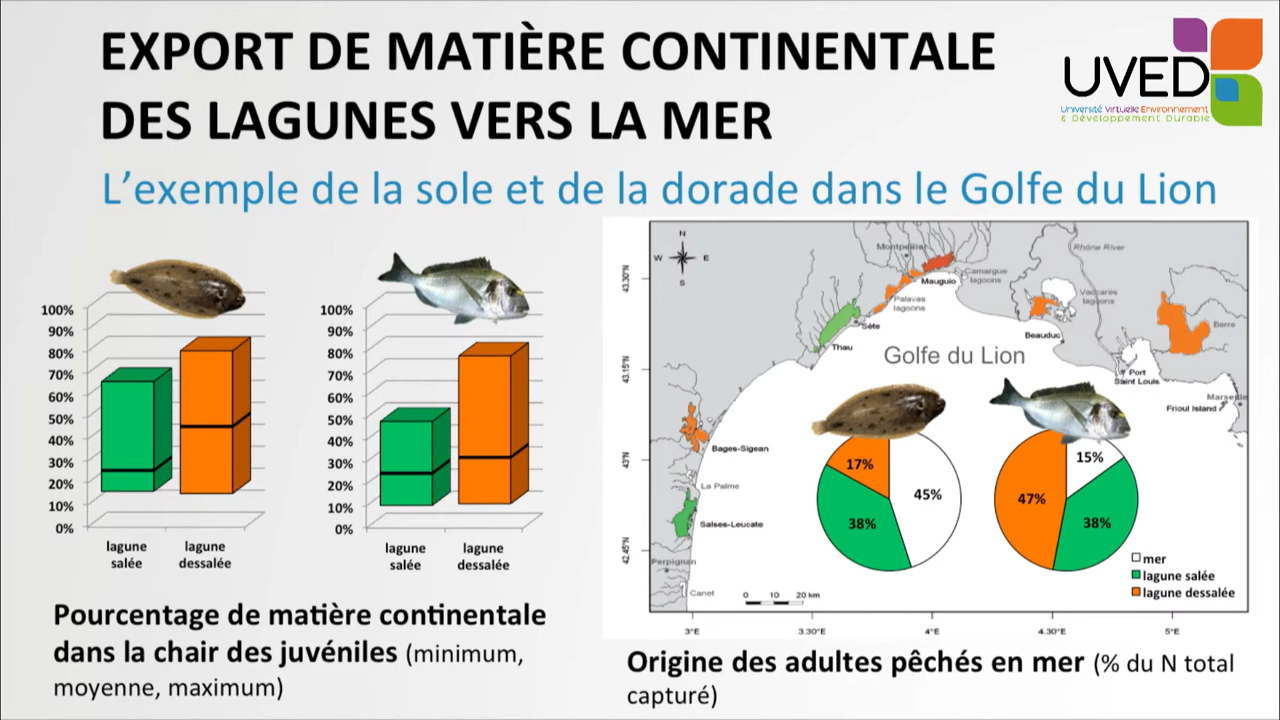 EXPORT DE MATIÈRE CONTINENTALE
DES LAGUNES VERS LA MER
UVED
Université Virtuelle Environnement
& Développement Durable
L’exemple de la sole et de la dorade dans le Golfe du Lion
100%
90%
80%
70%
60%
50%
40%
30%
20%
10%
0%
lagune
salée
lagune
dessalée
100%
90%
80%
70%
60%
50%
40%
30%
20%
10%
0%
lagune
salée
lagune
dessalée
Pourcentage de matière continentale
dans la chair des juvéniles (minimum,
moyenne, maximum)
N
W
E
S
43.30'N
43.15'N
43'N
42.45'N
Montpellier
Rhône River
Mauguio
Camargue
lagoons
Palavas
lagoons
Vaccarès
lagoons
Sète
Thau
Beauduc
Berre
Golfe du Lion
Port
Saint Louis
Marseille
Frioul Island
Bages-Sigean
La Palme
Salses-Leucate
Perpignan
Canet
17%
45%
38%
15%
47%
38%
mer
lagune salée
lagune dessalée
0 10 20 km
3°E
3.30°E
4°E
4.30°E
5°E
Origine des adultes pêchés en mer (% du N total
capturé)